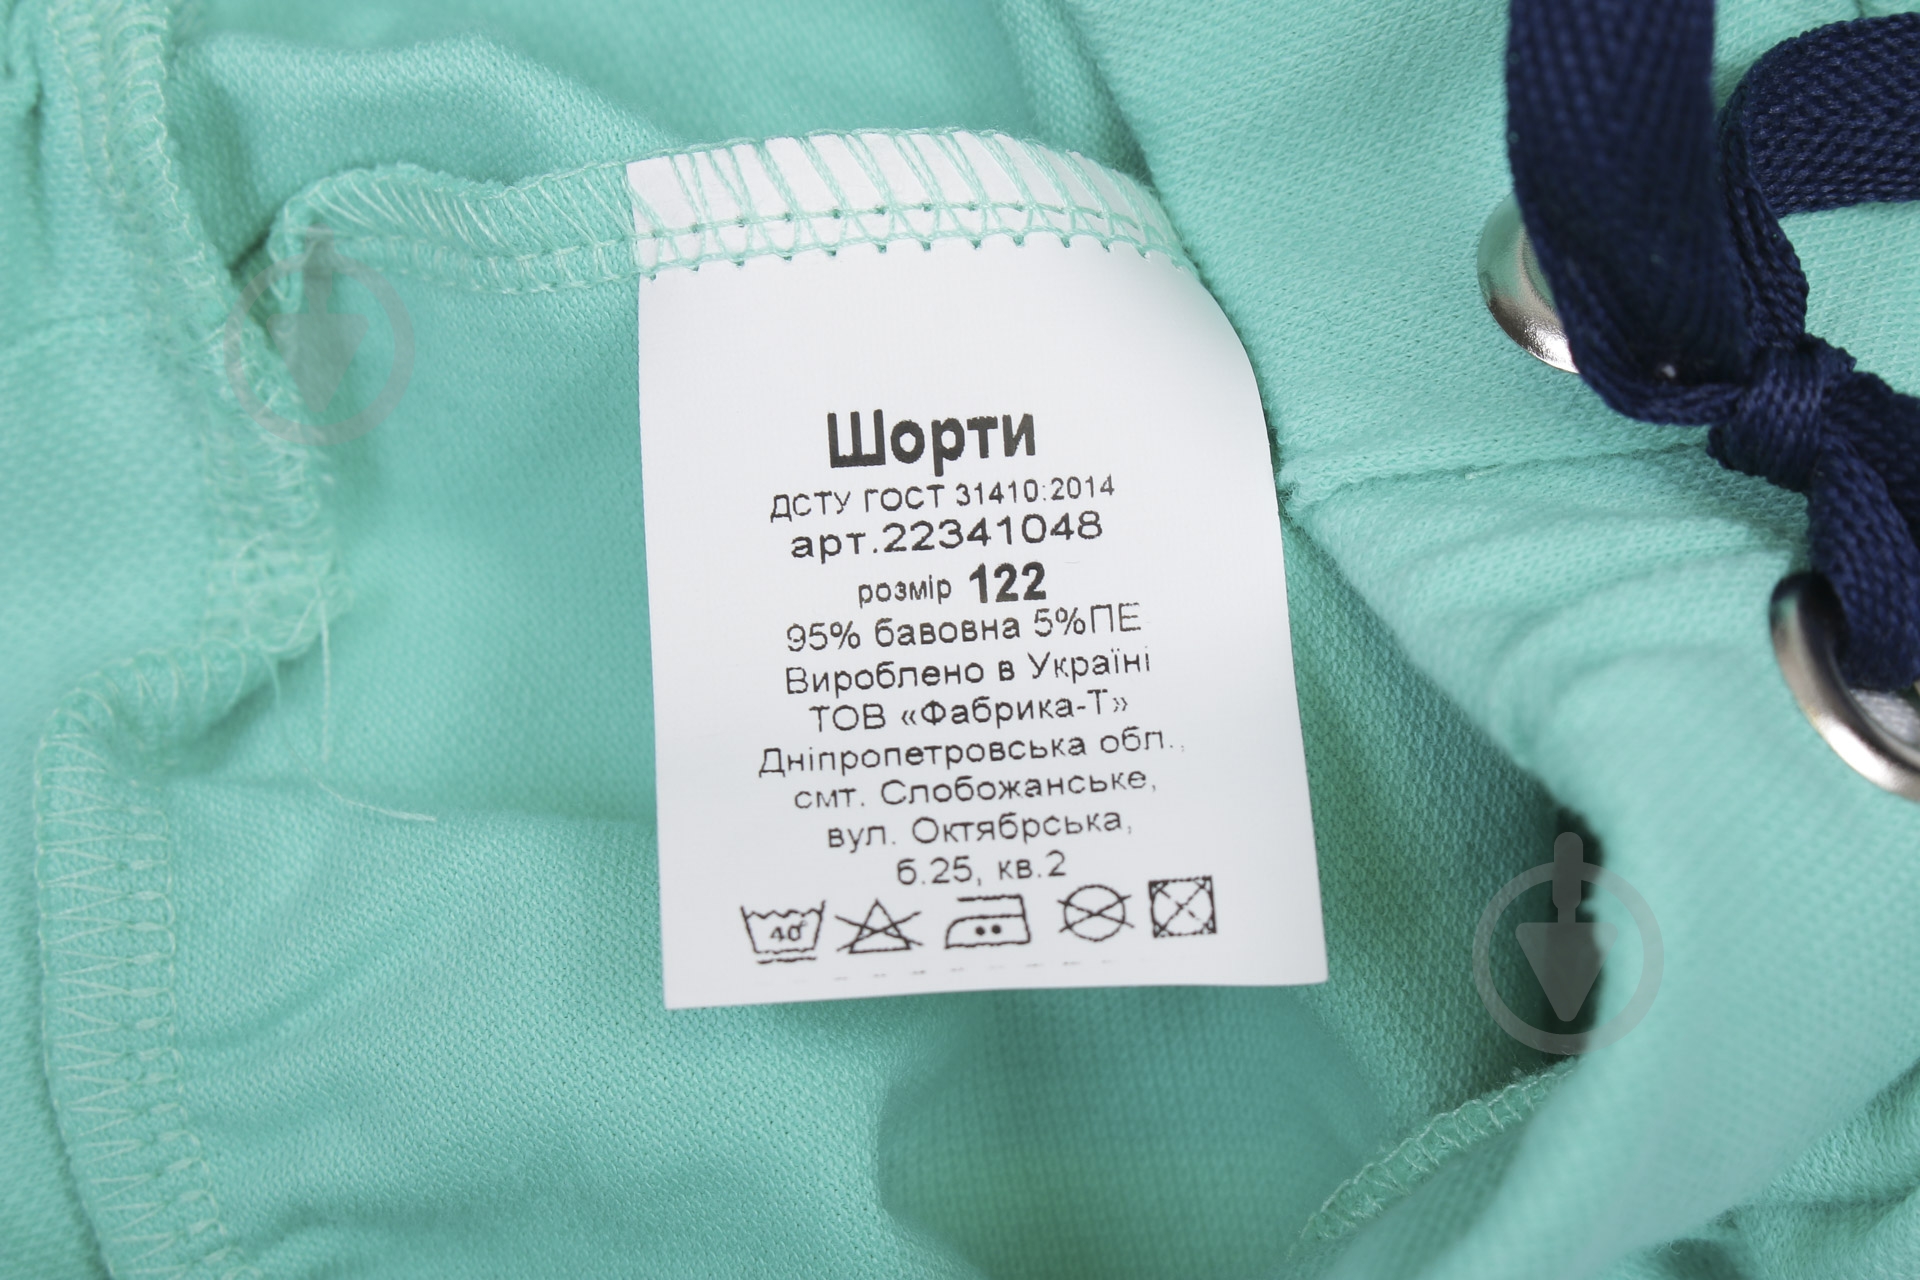 Шорти
ДСТУ ГОСТ 31410:2014
арт.22341048
розмір 122
95% бавовна 5%ПЕ
Вироблено в Україні
ТОВ «Фабрика-Т»
Дніпропетровська обл.,
смт. Слобожанське,
вул. Октябрська,
б.25, кв.2
40°